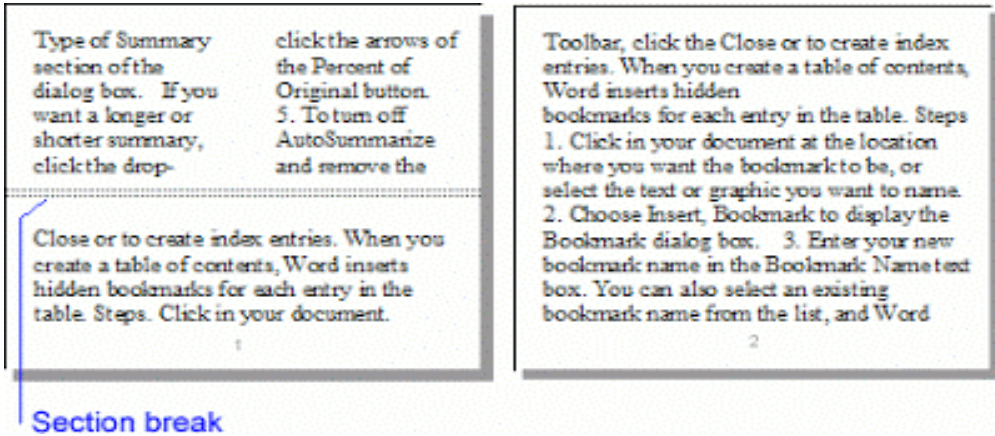 Type of Summary
section of the
dialog box. If you
want a longer or
shorter summary,
click the drop-
click the arrows of
the Percent of
Original button.
5. To turn off
AutoSummarize
and remove the
Close or to create index entries. When you
create a table of contents, Word inserts
hidden bookmarks for each entry in the
table. Steps. Click in your document.
1
Section break
Toolbar, click the Close or to create index
entries. When you create a table of contents,
Word inserts hidden
bookmarks for each entry in the table. Steps
1. Click in your document at the location
where you want the bookmark to be, or
select the text or graphic you want to name.
2. Choose Insert, Bookmark to display the
Bookmark dialog box. 3. Enter your new
bookmark name in the Bookmark Name text
box. You can also select an existing
bookmark name from the list, and Word
2